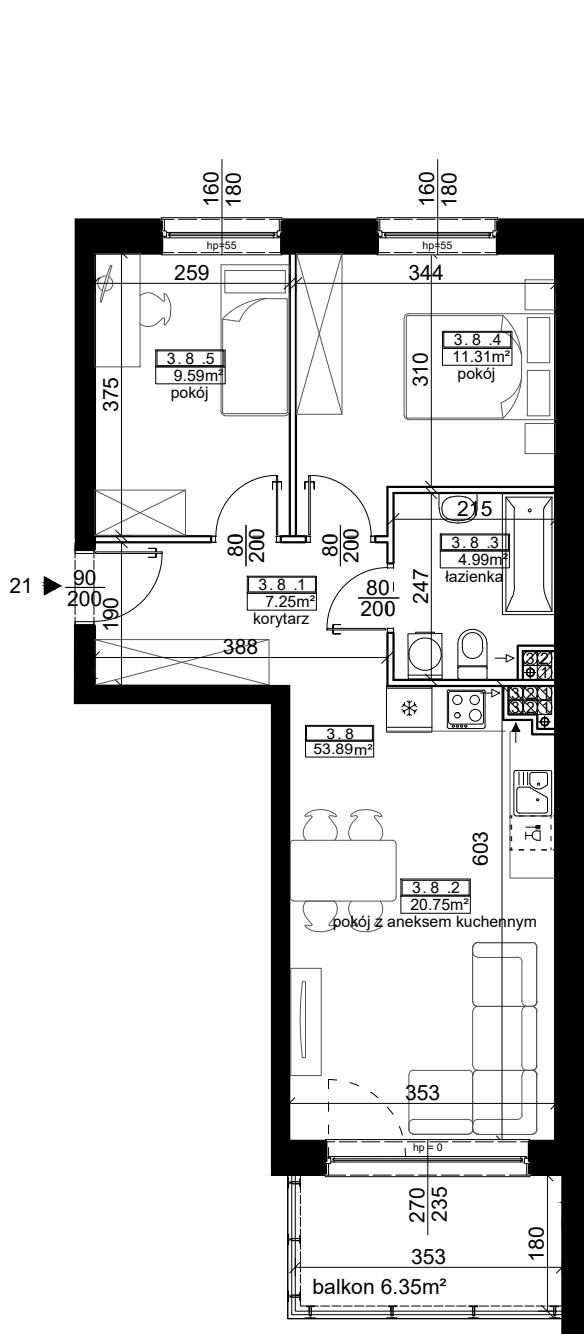 160
180
160
180
hp=55
hp=55
259
344
3. 8 .5
9.59m²
pokój
3. 8 .4
11.31m²
pokój
375
310
215
80
200
80
200
3. 8 .3
4.99m²
łazienka
21
90
200
190
3. 8 .1
7.25m²
korytarz
80
200
247
388
3. 8
53.89m²
603
3. 8 .2
20.75m²
pokój z aneksem kuchennym
353
hp = 0
270
235
180
353
balkon 6.35m²